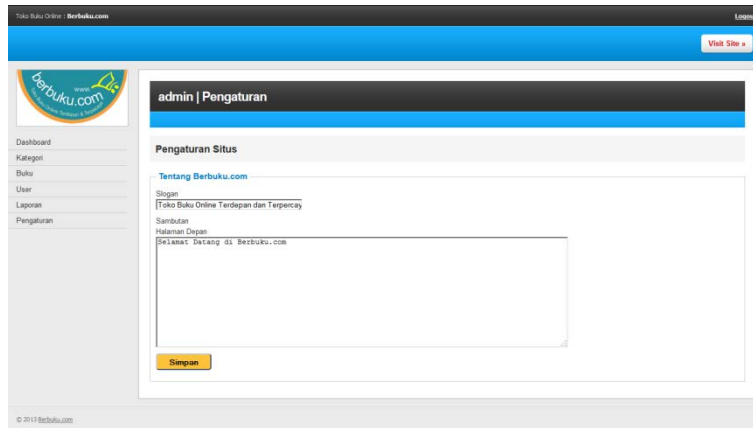 Toko Buku Online : Berbuku.com
Visit Site »
berbuku.com
www.
admin | Pengaturan
Dashboard
Kategori
Buku
User
Laporan
Pengaturan
Pengaturan Situs
Tentang Berbuku.com
Slogan
Toko Buku Online Terdepan dan Terpercay
Sambutan
Halaman Depan
Selamat Datang di Berbuku.com
Simpan
© 2013 Berbuku.com